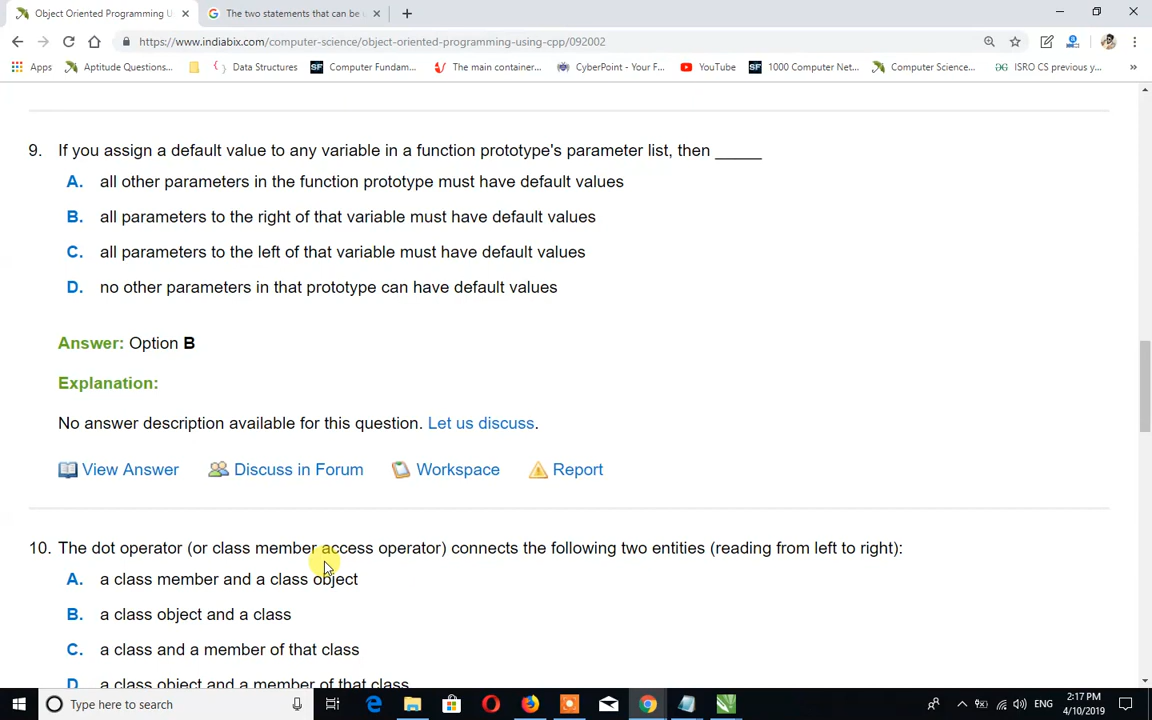 Object Oriented Programming U
The two statements that can be
https://www.indiabix.com/computer-science/object-oriented-programming-using-cpp/092002
Apps
Aptitude Questions...
Data Structures
Computer Fundam...
The main container...
CyberPoint - Your F...
YouTube
1000 Computer Net...
Computer Science...
ISRO CS previous y...
»
9. If you assign a default value to any variable in a function prototype's parameter list, then _____
A. all other parameters in the function prototype must have default values
B. all parameters to the right of that variable must have default values
C. all parameters to the left of that variable must have default values
D. no other parameters in that prototype can have default values
Answer: Option B
Explanation:
No answer description available for this question. Let us discuss.
View Answer Discuss in Forum Workspace Report
10. The dot operator (or class member access operator) connects the following two entities (reading from left to right):
A. a class member and a class object
B. a class object and a class
C. a class and a member of that class
D. a class object and a member of that class
Type here to search
ENG
2:17 PM
4/10/2019